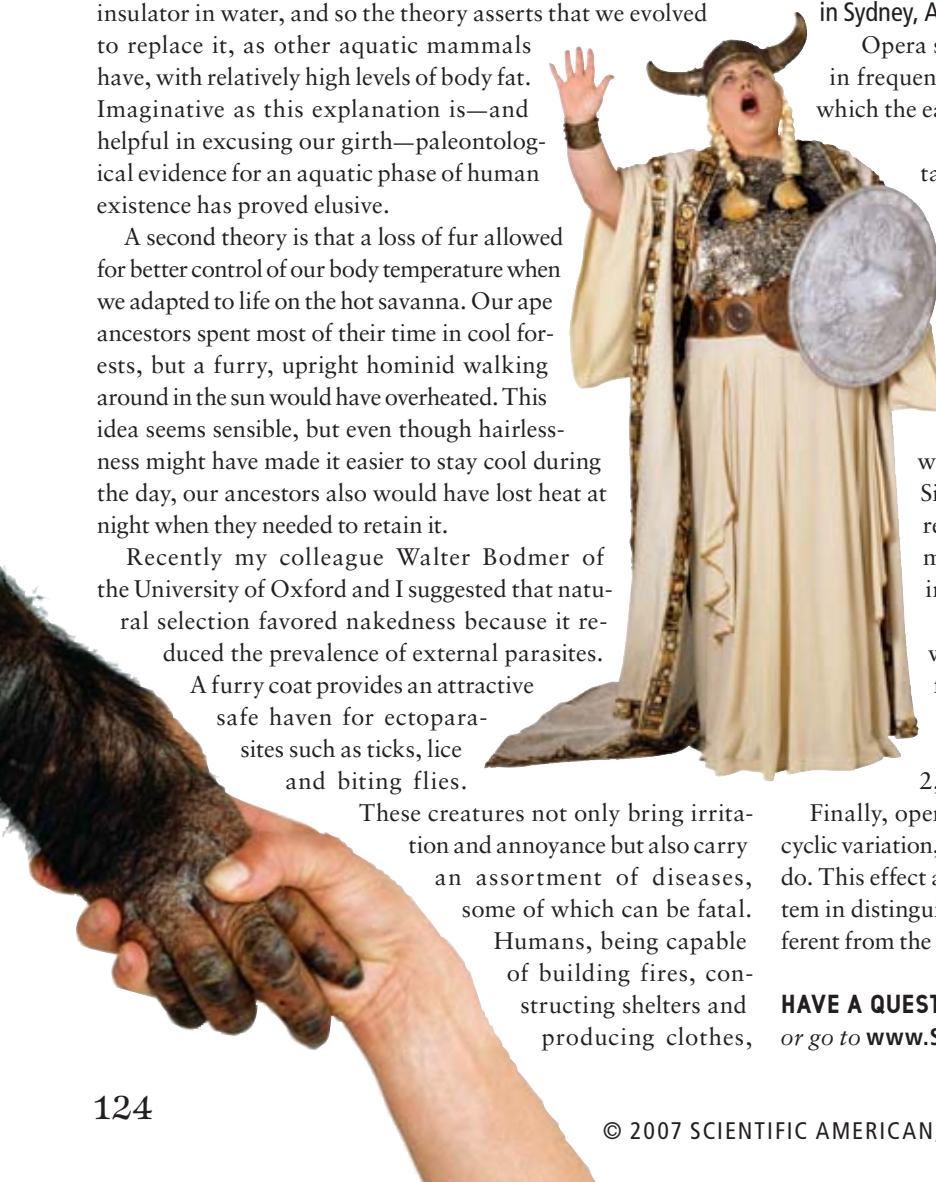 insulator in water, and so the theory asserts that we evolved
to replace it, as other aquatic mammals
have, with relatively high levels of body fat.
Imaginative as this explanation is—and
helpful in excusing our girth—paleontolog-
ical evidence for an aquatic phase of human
existence has proved elusive.
A second theory is that a loss of fur allowed
for better control of our body temperature when
we adapted to life on the hot savanna. Our ape
ancestors spent most of their time in cool for-
ests, but a furry, upright hominid walking
around in the sun would have overheated. This
idea seems sensible, but even though hairless-
ness might have made it easier to stay cool during
the day, our ancestors also would have lost heat at
night when they needed to retain it.
Recently my colleague Walter Bodmer of
the University of Oxford and I suggested that natu-
ral selection favored nakedness because it re-
duced the prevalence of external parasites.
A furry coat provides an attractive
safe haven for ectopara-
sites such as ticks, lice
and biting flies.
These creatures not only bring irrita-
tion and annoyance but also carry
an assortment of diseases,
some of which can be fatal.
Humans, being capable
of building fires, con-
structing shelters and
producing clothes,
in Sydney, A
Opera s
in frequen
which the ea
ta
w
Si
re
m
in
w
f
2,
Finally, oper
cyclic variation,
do. This effect a
tem in distingui
ferent from the
HAVE A QUEST
or go to www.S
124
© 2007 SCIENTIFIC AMERICAN,